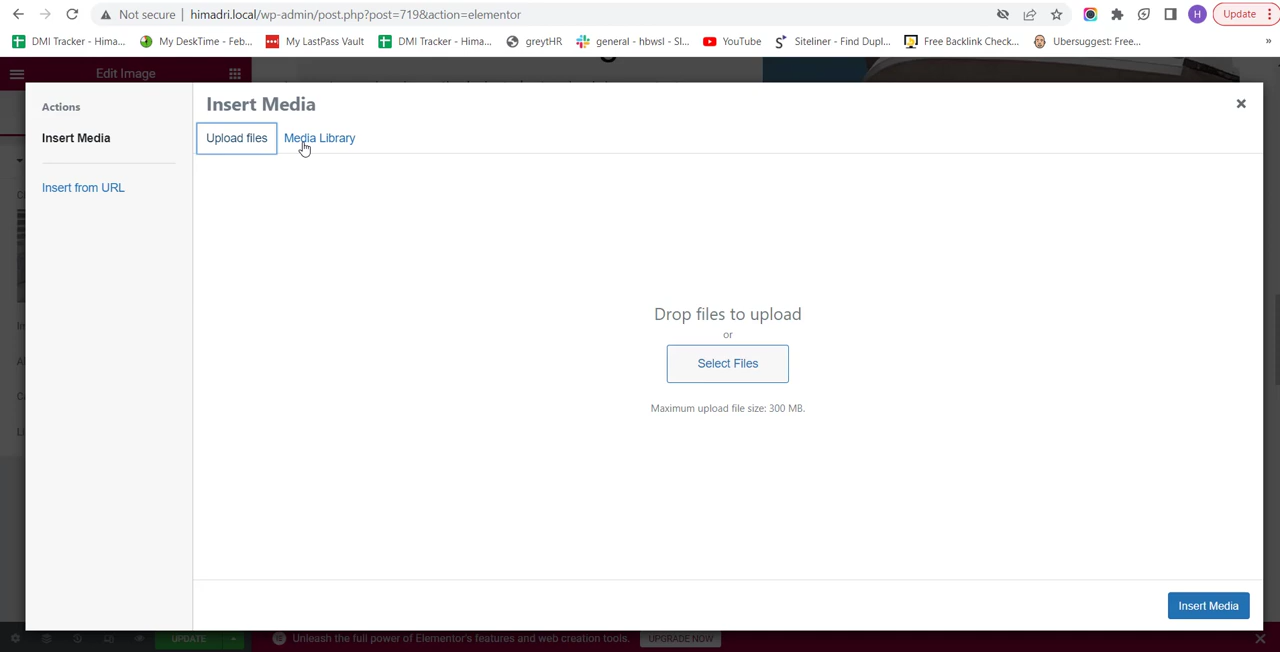 Not secure | himadri.local/wp-admin/post.php?post=719&action=elementor
H
Update
DMI Tracker - Hima...
My DeskTime - Feb...
My LastPass Vault
DMI Tracker - Hima...
greytHR
general - hbwsl - Sl...
YouTube
Siteliner - Find Dupl...
Free Backlink Check...
Ubersuggest: Free...
»
Edit Image
Actions
Insert Media
Insert from URL
Insert Media
Upload files
Media Library
Drop files to upload
or
Select Files
Maximum upload file size: 300 MB.
Insert Media
UPDATE
Unleash the full power of Elementor's features and web creation tools.
UPGRADE NOW